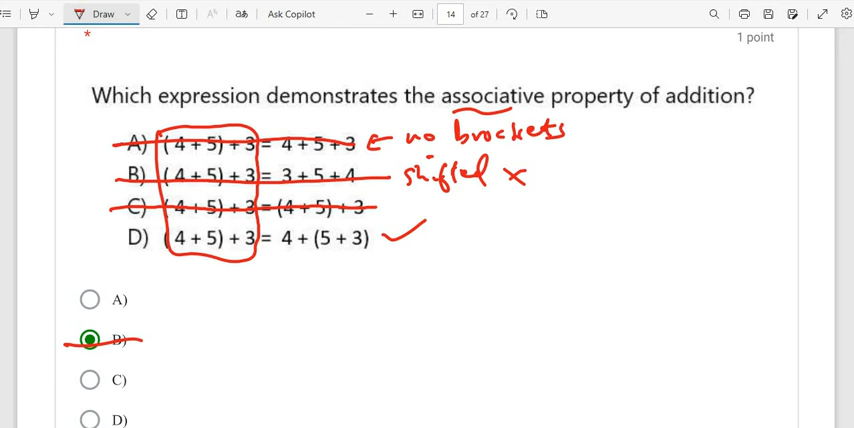 Draw
Ask Copilot
14 of 27
*
1 point
Which expression demonstrates the associative property of addition?
A) (4 + 5) + 3 = 4 + 5 + 3 ← no brackets
B) (4 + 5) + 3 = 3 + 5 + 4 shifted ×
C) (4 + 5) + 3 = (4 + 5) + 3
D) (4 + 5) + 3 = 4 + (5 + 3) ✓
A)
B)
C)
D)